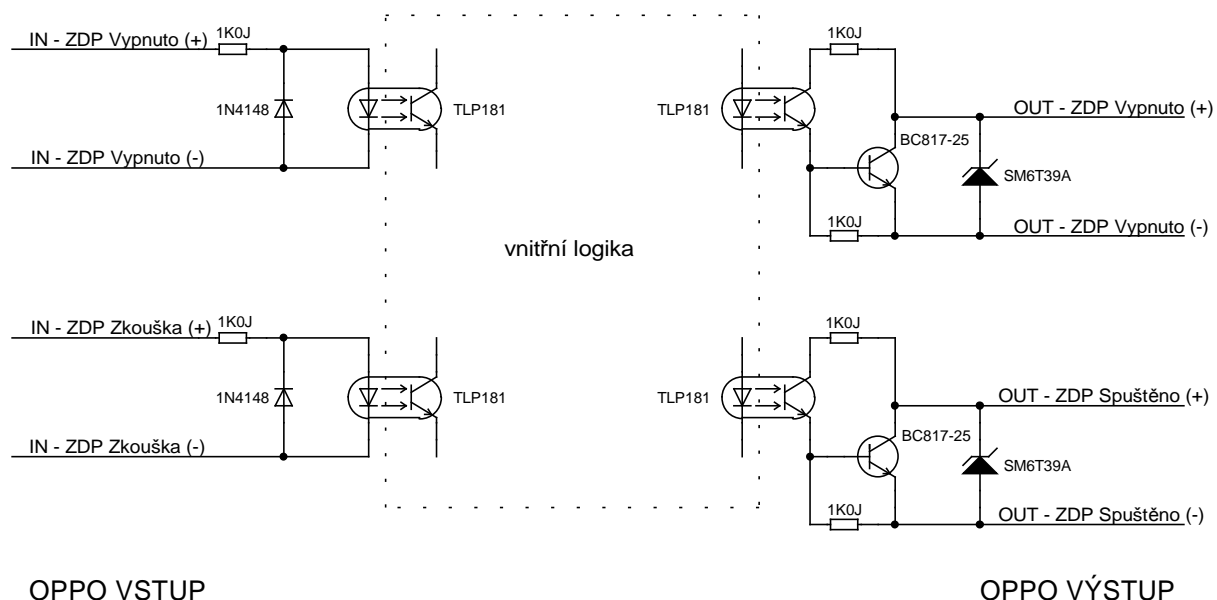 IN - ZDP Vypnuto (+)
1K0J
1N4148
TLP181
IN - ZDP Vypnuto (-)
1K0J
TLP181
OUT - ZDP Vypnuto (+)
BC817-25
SM6T39A
1K0J
OUT - ZDP Vypnuto (-)
vnitřní logika
IN - ZDP Zkouška (+)
1K0J
1N4148
TLP181
IN - ZDP Zkouška (-)
1K0J
TLP181
OUT - ZDP Spuštěno (+)
BC817-25
SM6T39A
1K0J
OUT - ZDP Spuštěno (-)
OPPO VSTUP
OPPO VÝSTUP